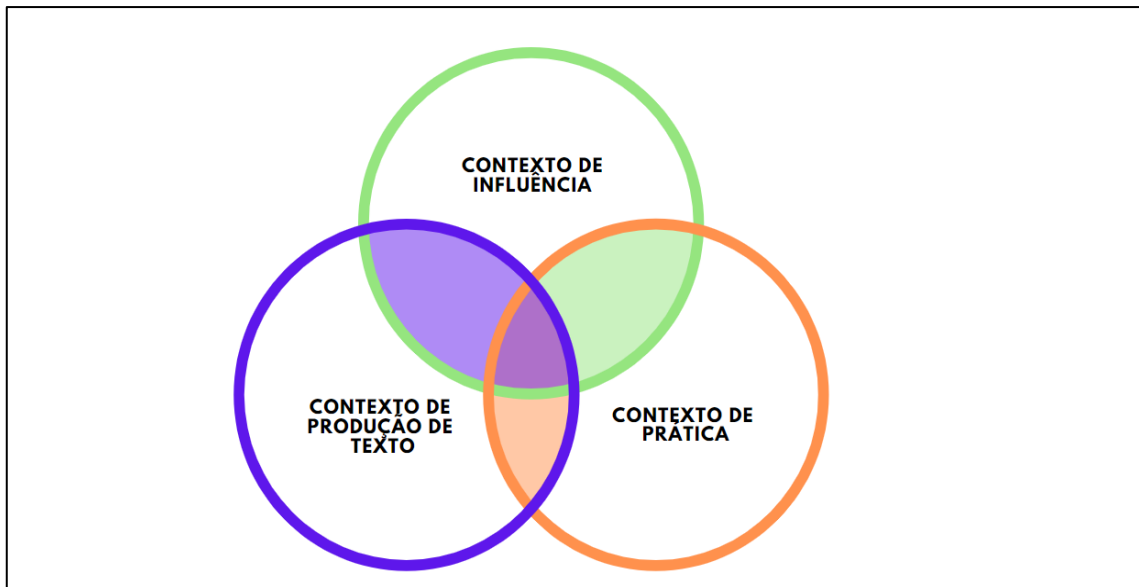 CONTEXTO DE
INFLUÊNCIA
CONTEXTO DE
PRODUÇÃO DE
TEXTO
CONTEXTO DE
PRÁTICA